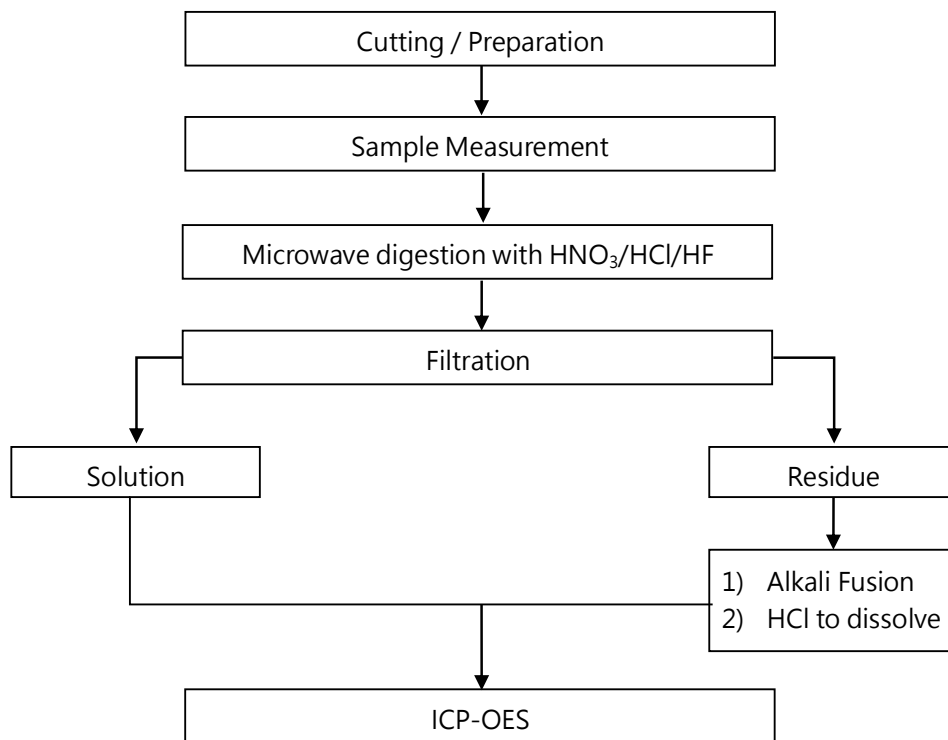 Cutting / Preparation
Sample Measurement
Microwave digestion with HNO₃/HCl/HF
Filtration
Solution
Residue
1) Alkali Fusion
2) HCl to dissolve
ICP-OES